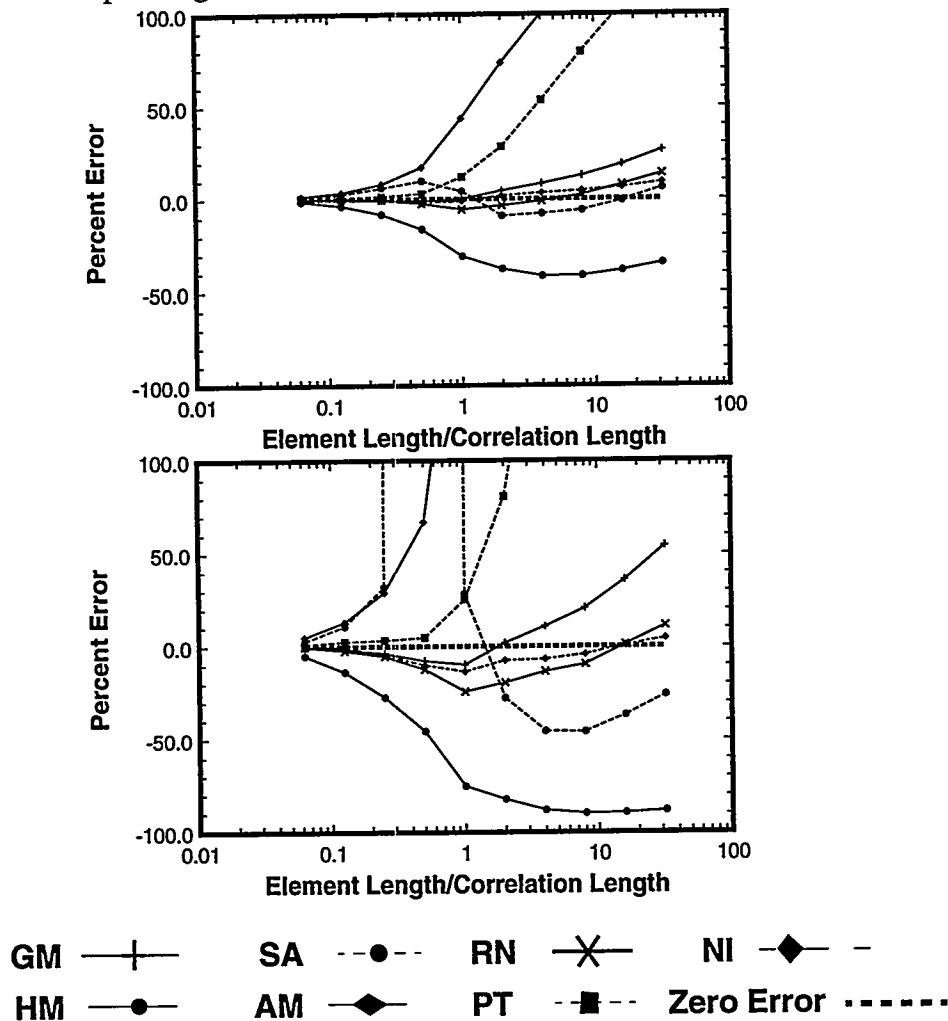 100.0
50.0
0.0
-50.0
-100.0
Percent Error
0.01 0.1 1 10 100
Element Length/Correlation Length
100.0
50.0
0.0
-50.0
-100.0
Percent Error
0.01 0.1 1 10 100
Element Length/Correlation Length
GM SA RN NI
HM AM PT Zero Error